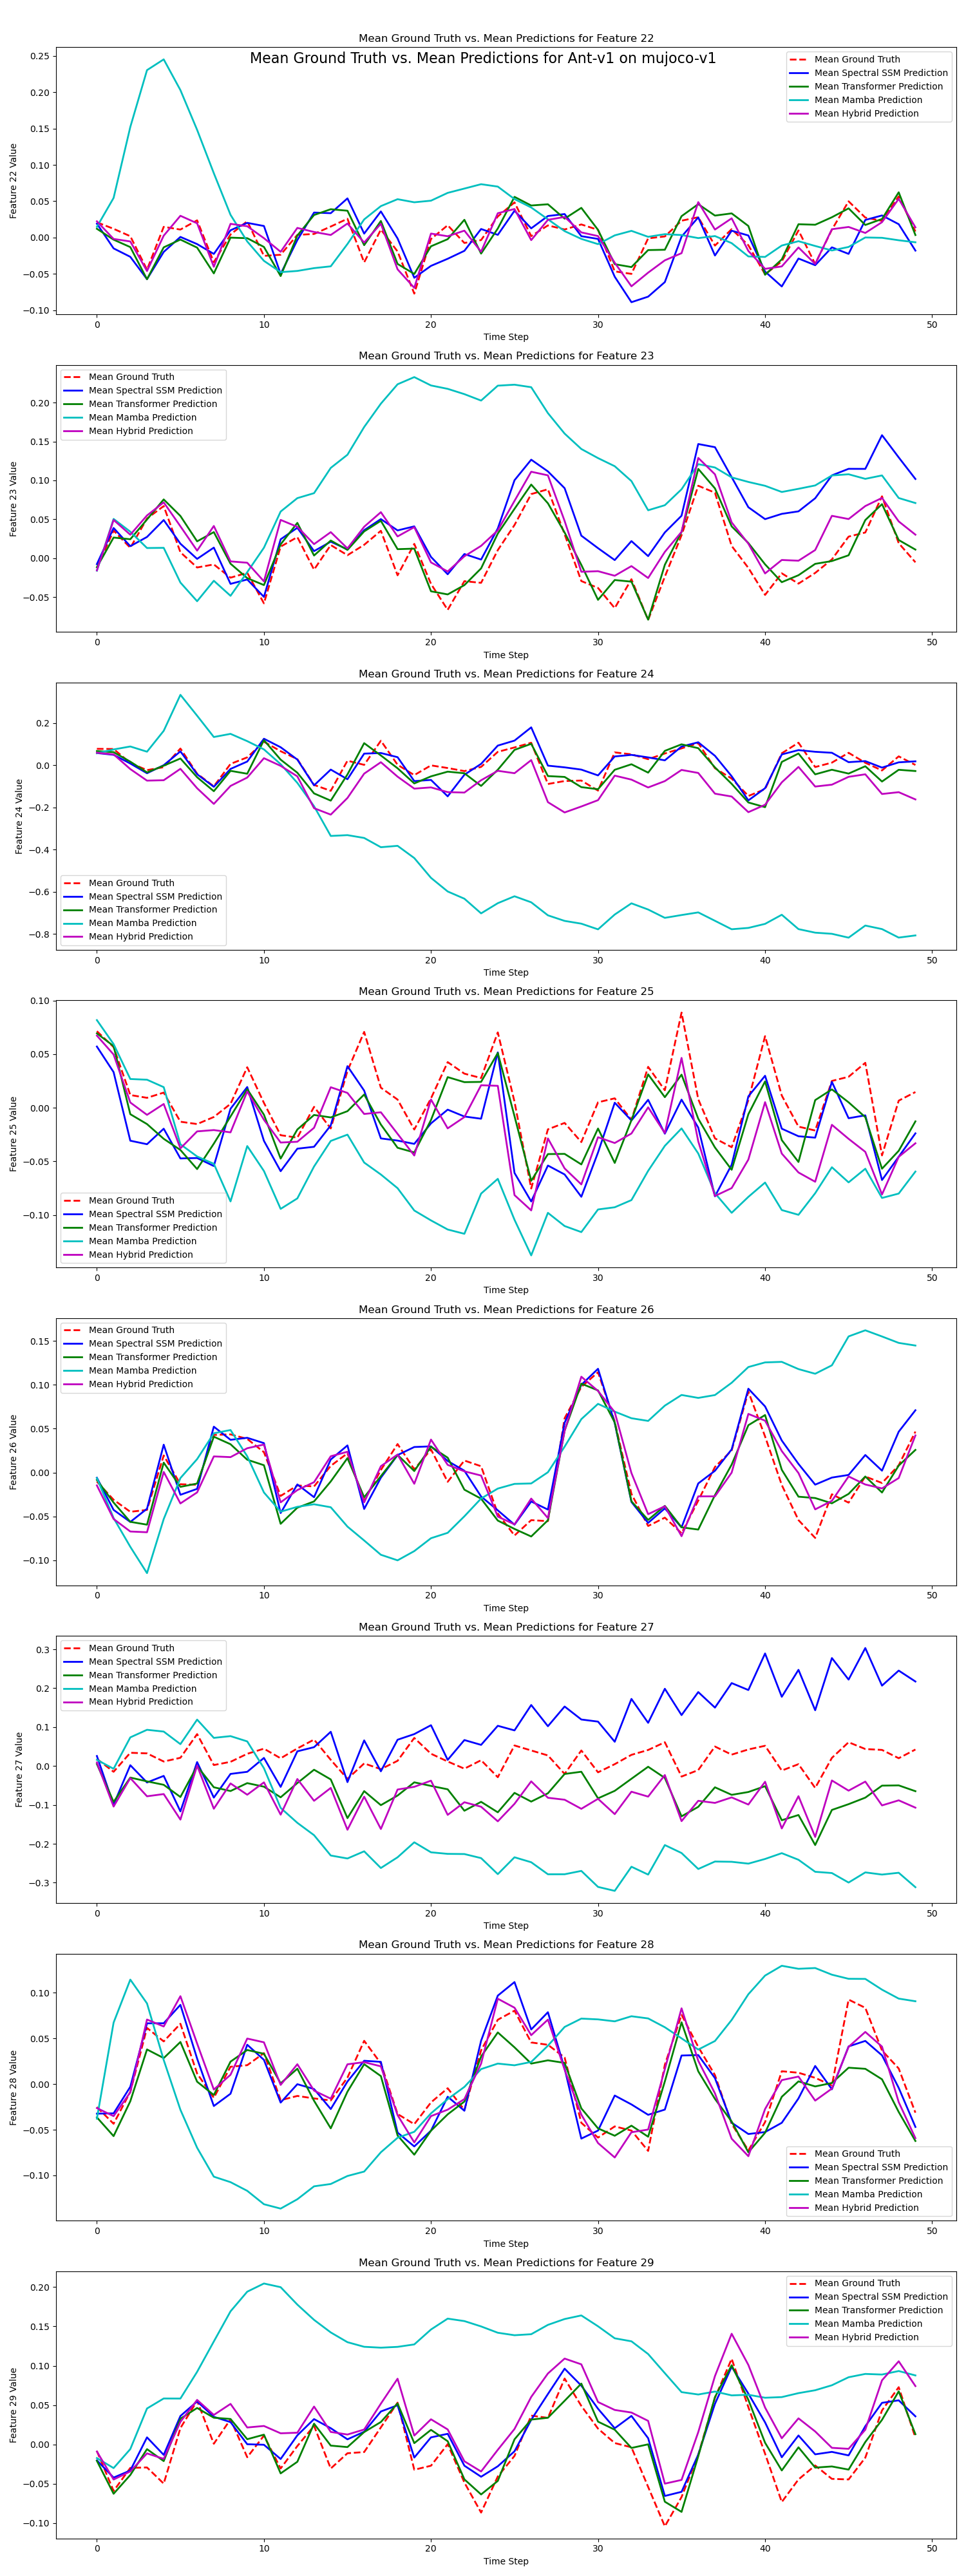 Mean Ground Truth vs. Mean Predictions for Feature 22
Mean Ground Truth vs. Mean Predictions for Ant-v1 on mujoco-v1
Mean Ground Truth
Mean Spectral SSM Prediction
Mean Transformer Prediction
Mean Mamba Prediction
Mean Hybrid Prediction
Feature 22 Value
0.25
0.20
0.15
0.10
0.05
0.00
−0.05
−0.10
0 10 20 30 40 50
Time Step
Mean Ground Truth vs. Mean Predictions for Feature 23
Mean Ground Truth
Mean Spectral SSM Prediction
Mean Transformer Prediction
Mean Mamba Prediction
Mean Hybrid Prediction
Feature 23 Value
0.20
0.15
0.10
0.05
0.00
−0.05
0 10 20 30 40 50
Time Step
Mean Ground Truth vs. Mean Predictions for Feature 24
Feature 24 Value
0.2
0.0
−0.2
−0.4
−0.6
−0.8
Mean Ground Truth
Mean Spectral SSM Prediction
Mean Transformer Prediction
Mean Mamba Prediction
Mean Hybrid Prediction
0 10 20 30 40 50
Time Step
Mean Ground Truth vs. Mean Predictions for Feature 25
Feature 25 Value
0.10
0.05
0.00
−0.05
−0.10
Mean Ground Truth
Mean Spectral SSM Prediction
Mean Transformer Prediction
Mean Mamba Prediction
Mean Hybrid Prediction
0 10 20 30 40 50
Time Step
Mean Ground Truth vs. Mean Predictions for Feature 26
Mean Ground Truth
Mean Spectral SSM Prediction
Mean Transformer Prediction
Mean Mamba Prediction
Mean Hybrid Prediction
Feature 26 Value
0.15
0.10
0.05
0.00
−0.05
−0.10
0 10 20 30 40 50
Time Step
Mean Ground Truth vs. Mean Predictions for Feature 27
Mean Ground Truth
Mean Spectral SSM Prediction
Mean Transformer Prediction
Mean Mamba Prediction
Mean Hybrid Prediction
Feature 27 Value
0.3
0.2
0.1
0.0
−0.1
−0.2
−0.3
0 10 20 30 40 50
Time Step
Mean Ground Truth vs. Mean Predictions for Feature 28
Feature 28 Value
0.10
0.05
0.00
−0.05
−0.10
Mean Ground Truth
Mean Spectral SSM Prediction
Mean Transformer Prediction
Mean Mamba Prediction
Mean Hybrid Prediction
0 10 20 30 40 50
Time Step
Mean Ground Truth vs. Mean Predictions for Feature 29
Mean Ground Truth
Mean Spectral SSM Prediction
Mean Transformer Prediction
Mean Mamba Prediction
Mean Hybrid Prediction
Feature 29 Value
0.20
0.15
0.10
0.05
0.00
−0.05
−0.10
0 10 20 30 40 50
Time Step